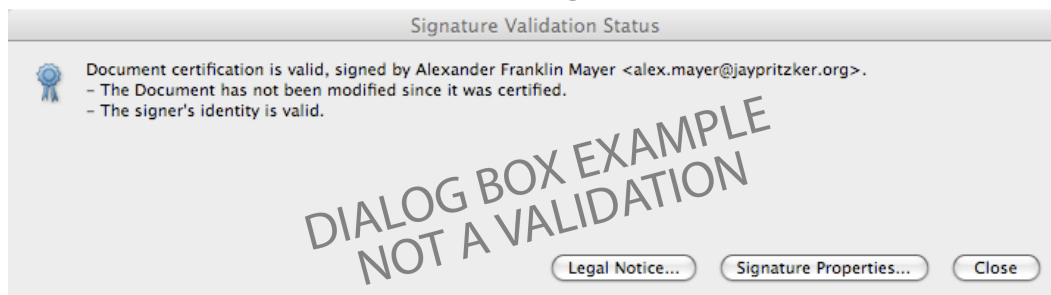 Signature Validation Status
Document certification is valid, signed by Alexander Franklin Mayer <alex.mayer@jaypritzker.org>.
– The Document has not been modified since it was certified.
– The signer's identity is valid.
DIALOG BOX EXAMPLE
NOT A VALIDATION
Legal Notice... Signature Properties... Close